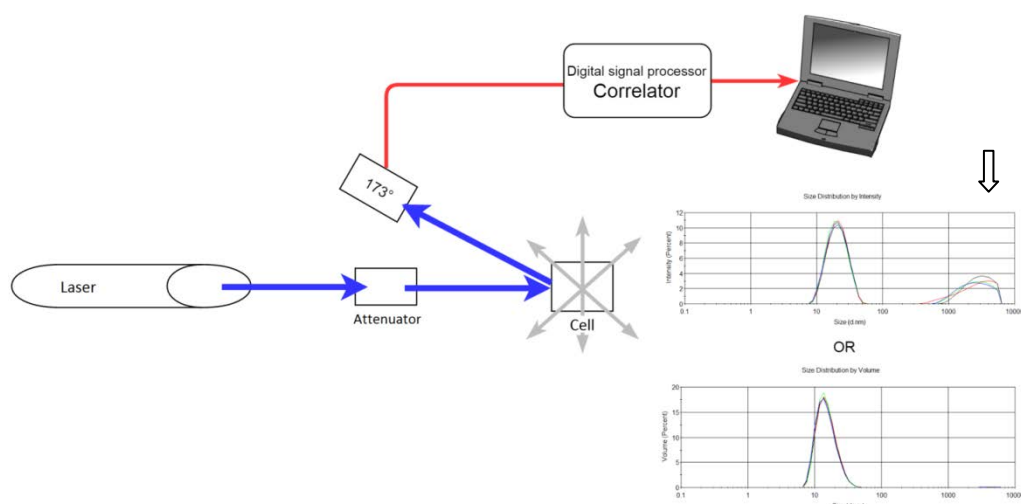 Digital signal processor
Correlator
173°
Laser
Attenuator
Cell
Size Distribution by Intensity
Intensity (Percent)
12
10
8
6
4
2
0
0.1 1 10 100 1000 1000
Size (d.nm)
OR
Size Distribution by Volume
Volume (Percent)
20
15
10
5
0
0.1 1 10 100 1000 1000